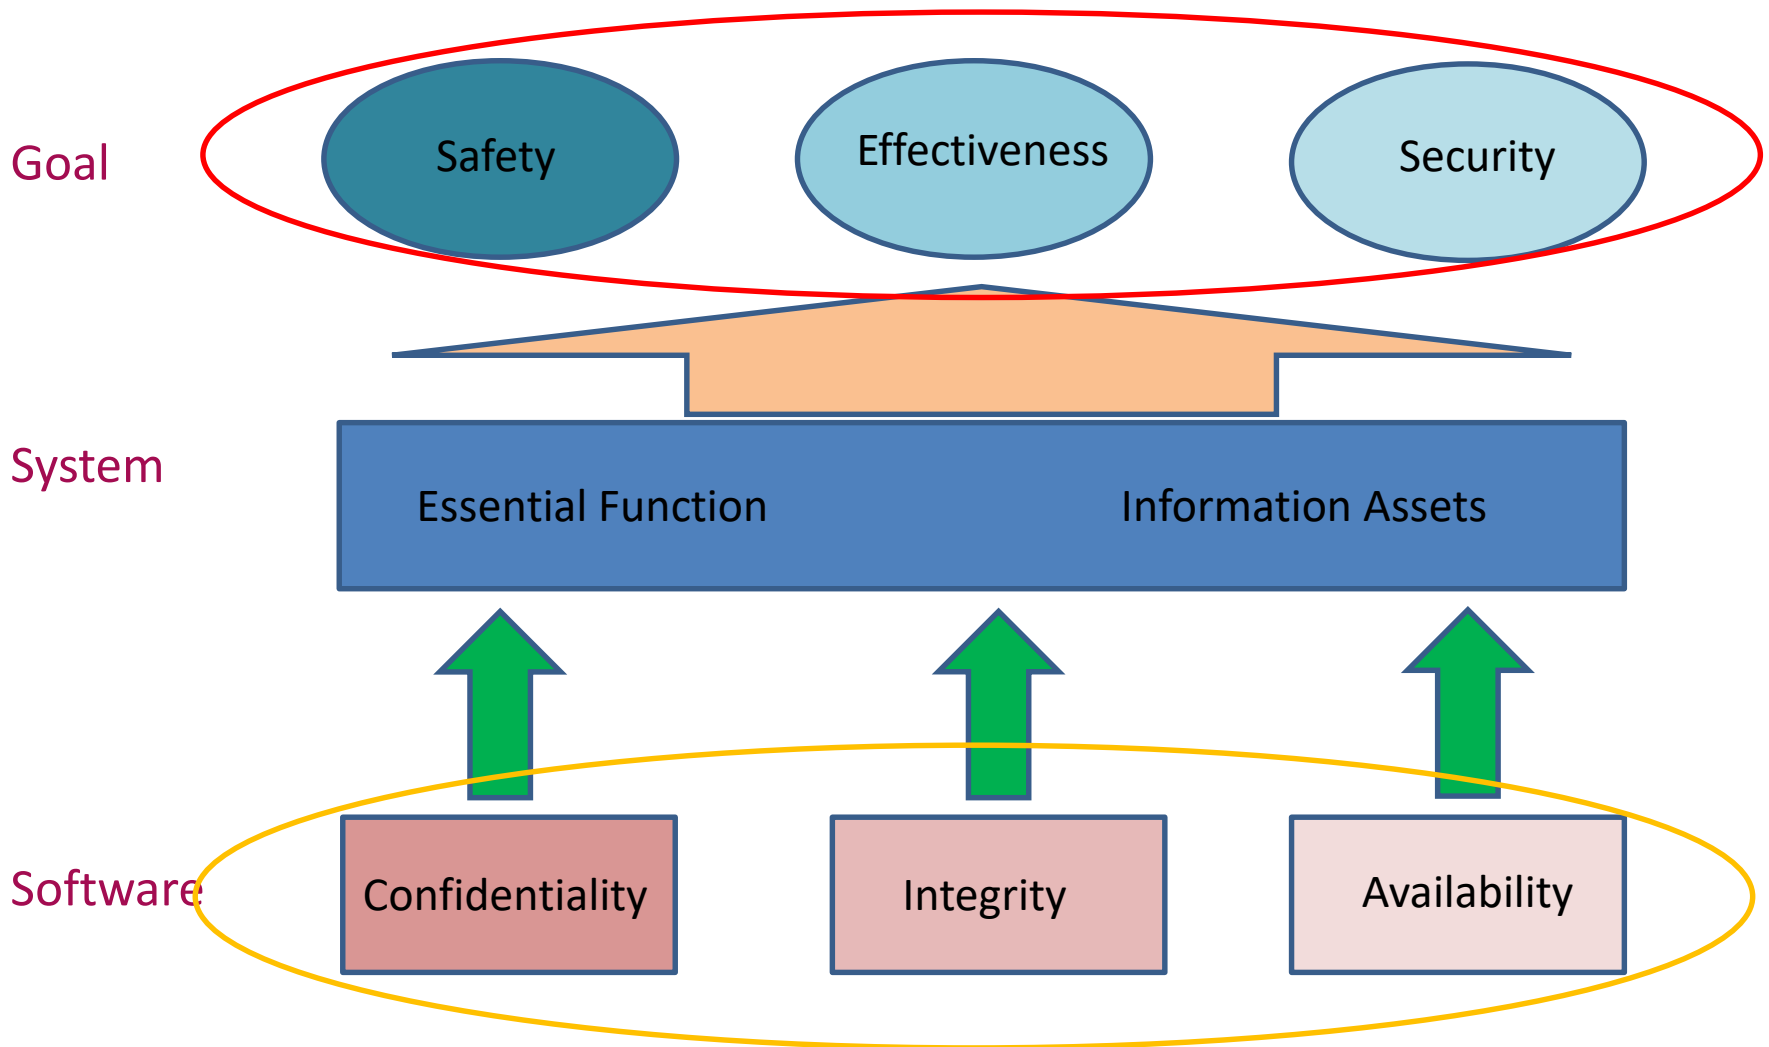 Goal
Safety
Effectiveness
Security
System
Essential Function
Information Assets
Software
Confidentiality
Integrity
Availability